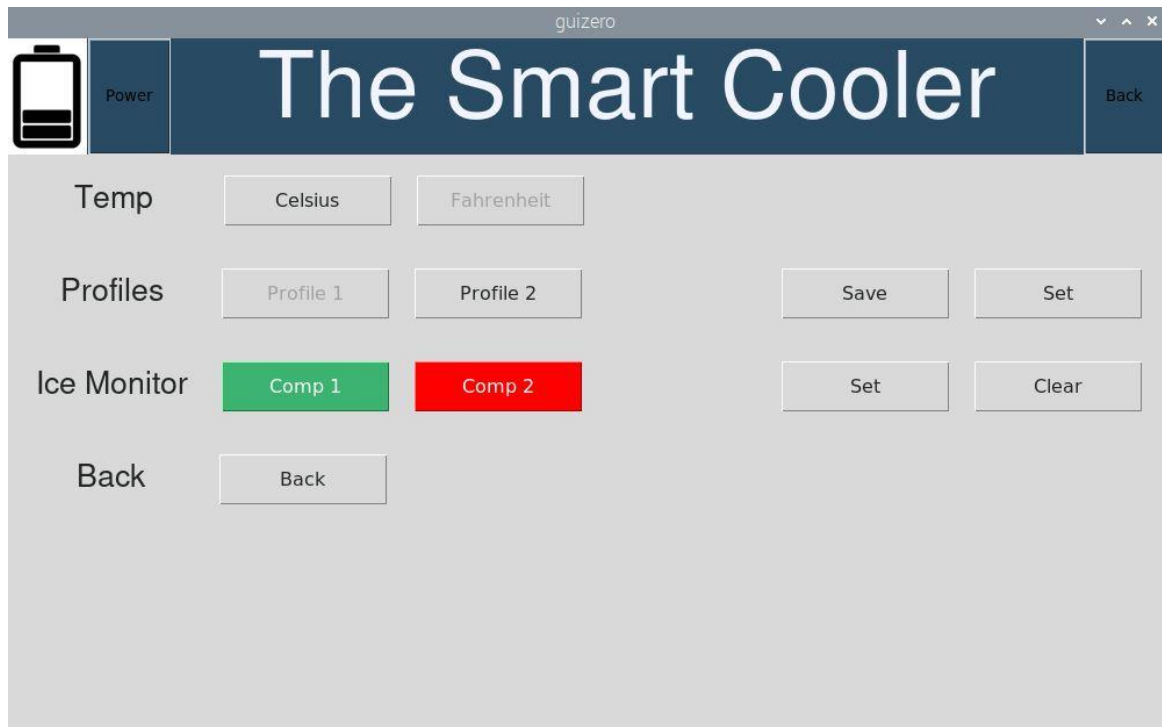 guizero
Power The Smart Cooler Back
Temp Celsius Fahrenheit
Profiles Profile 1 Profile 2 Save Set
Ice Monitor Comp 1 Comp 2 Set Clear
Back Back